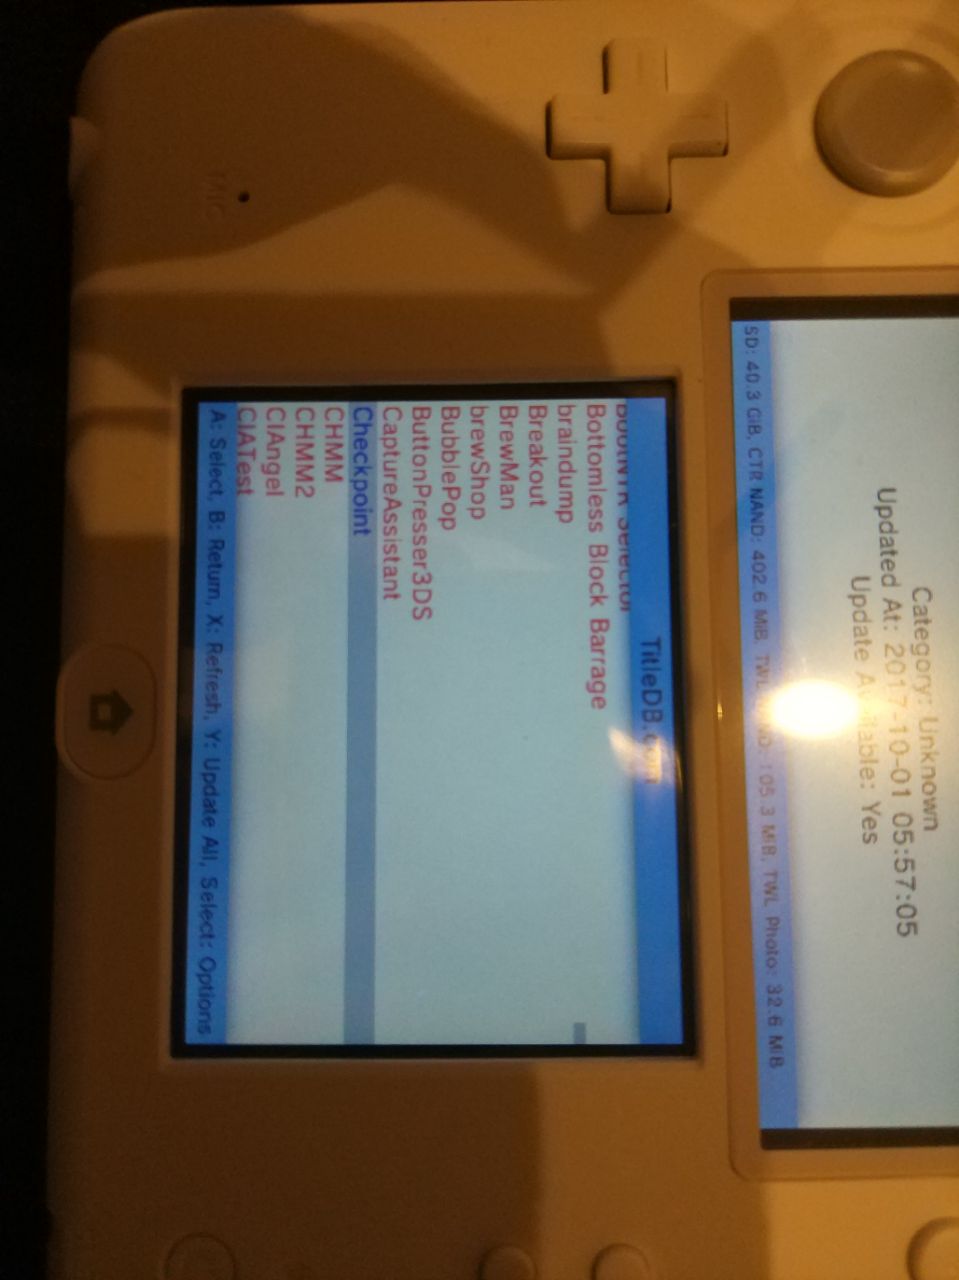 Category: Unknown
Updated At: 2017-10-01 05:57:05
Update Available: Yes
SD: 40.3 GiB, CTR NAND: 402.6 MiB, TWL NAND: 105.3 MiB, TWL Photo: 32.6 MiB
TitleDB.com
BootNTR Selector
Bottomless Block Barrage
braindump
Breakout
BrewMan
brewShop
BubblePop
ButtonPresser3DS
CaptureAssistant
Checkpoint
CHMM
CHMM2
CIAngel
CIATest
A: Select, B: Return, X: Refresh, Y: Update All, Select: Options
MIC